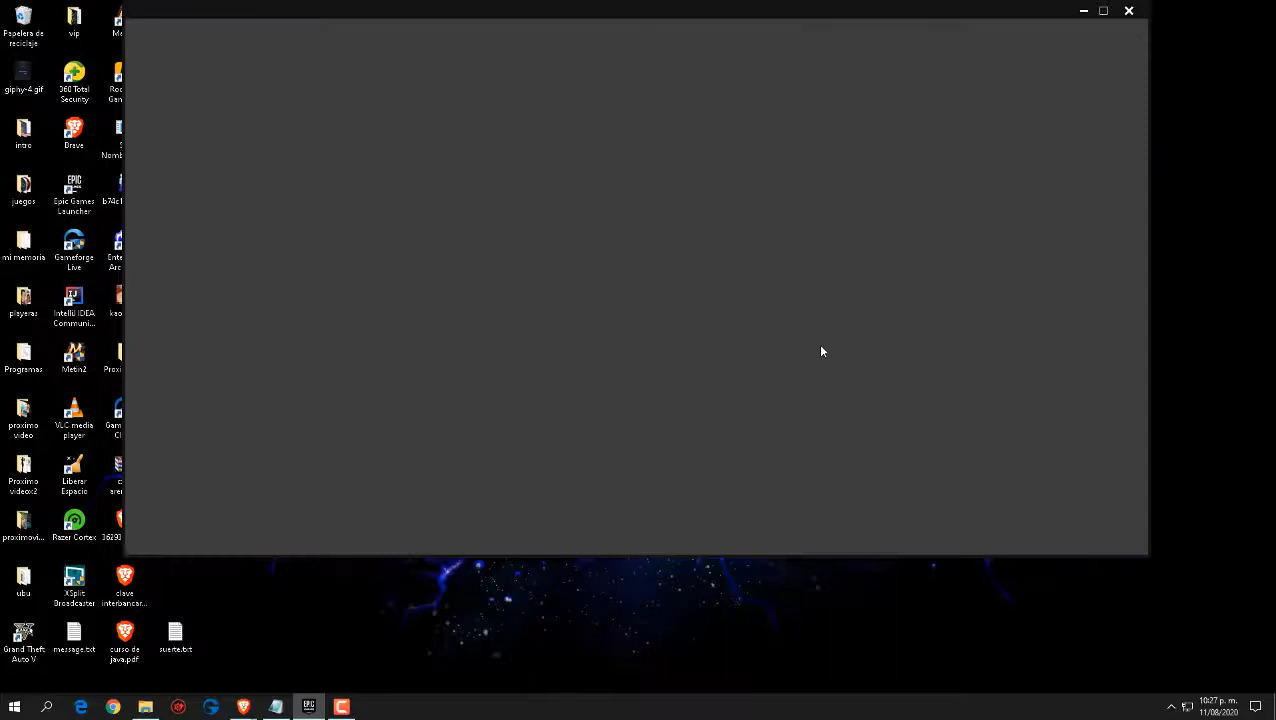 Papelera de
reciclaje
vip
giphy-4.gif
360 Total
Security
intro
Brave
juegos
EPIC
Epic Games
Launcher
mi memoria
Gameforge
Live
playeras
IJ
IntelliJ IDEA
Communi...
Programas
Metin2
proximo
video
VLC media
player
Proximo
videox2
Liberar
Espacio
proximovi...
Razer Cortex
ubu
XSplit
Broadcaster
clave
interbancar...
Grand Theft
Auto V
message.txt
curso de
java.pdf
suerte.txt
EPIC
10:27 p. m.
11/08/2020